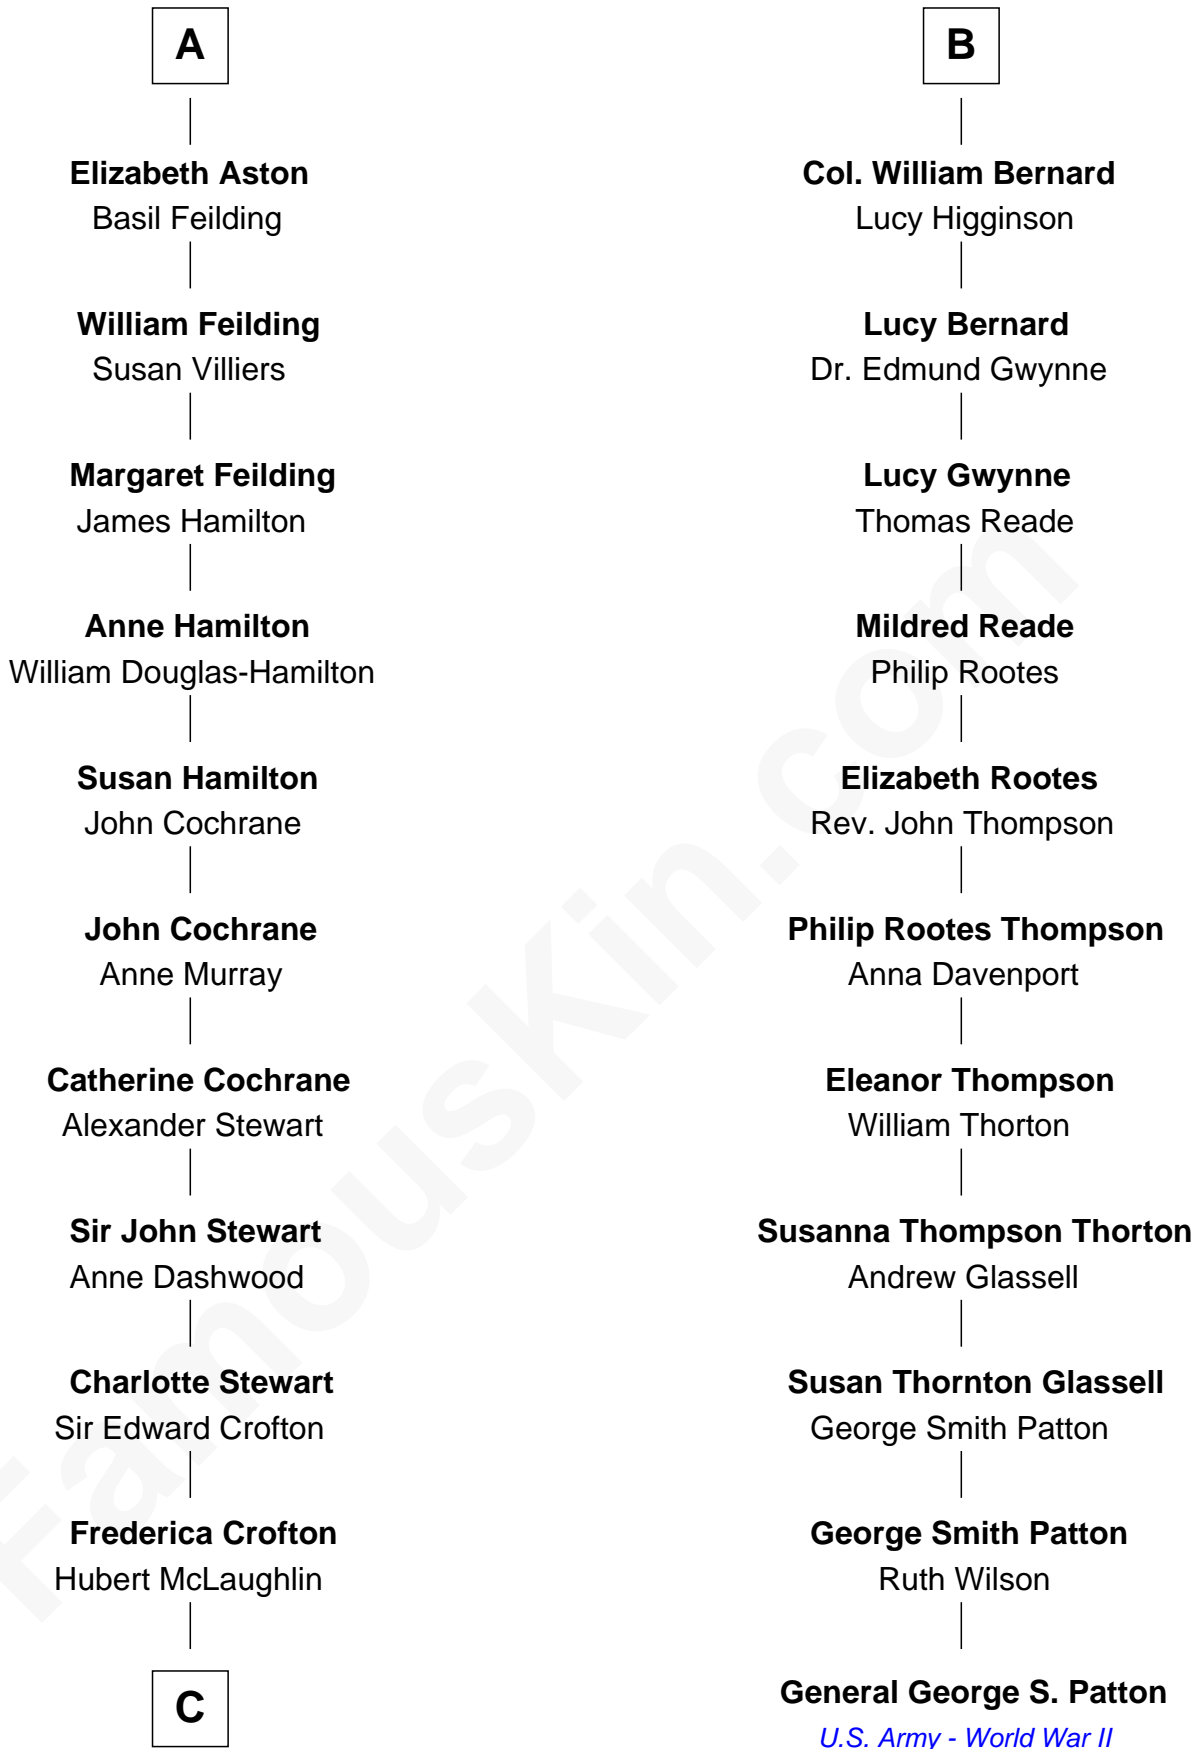 A
Elizabeth Aston
Basil Feilding
William Feilding
Susan Villiers
Margaret Feilding
James Hamilton
Anne Hamilton
William Douglas-Hamilton
Susan Hamilton
John Cochrane
John Cochrane
Anne Murray
Catherine Cochrane
Alexander Stewart
Sir John Stewart
Anne Dashwood
Charlotte Stewart
Sir Edward Crofton
Frederica Crofton
Hubert McLaughlin
C
B
Col. William Bernard
Lucy Higginson
Lucy Bernard
Dr. Edmund Gwynne
Lucy Gwynne
Thomas Reade
Mildred Reade
Philip Rootes
Elizabeth Rootes
Rev. John Thompson
Philip Rootes Thompson
Anna Davenport
Eleanor Thompson
William Thorton
Susanna Thompson Thorton
Andrew Glassell
Susan Thornton Glassell
George Smith Patton
George Smith Patton
Ruth Wilson
General George S. Patton
U.S. Army - World War II
FamousKin.com